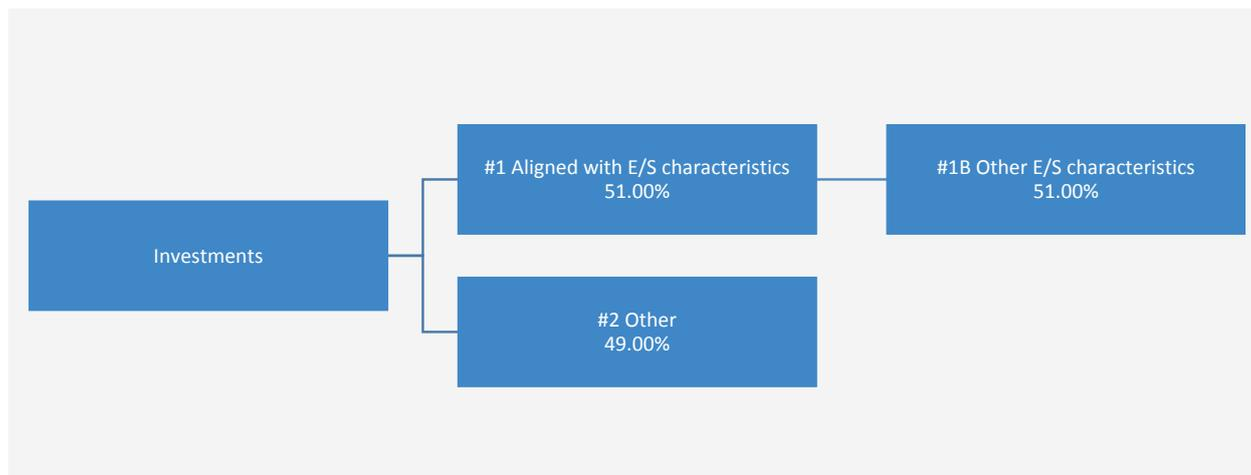 Investments
#1 Aligned with E/S characteristics
51.00%
#1B Other E/S characteristics
51.00%
#2 Other
49.00%